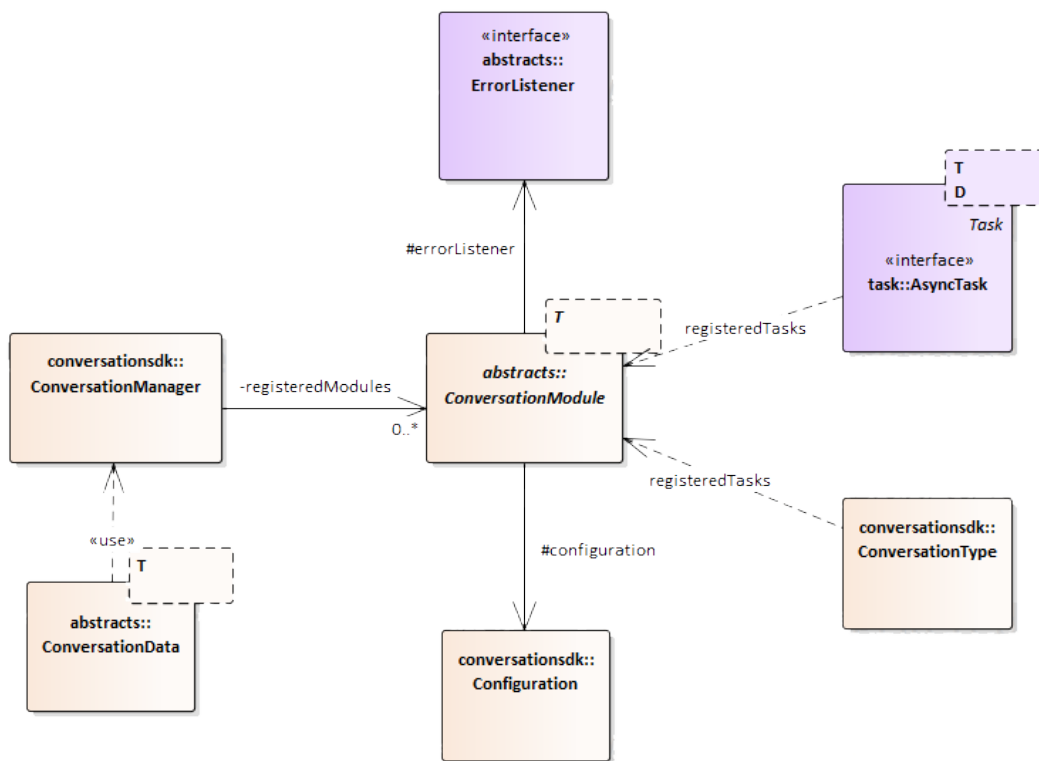 «interface»
abstracts::
ErrorListener
T
D
Task
«interface»
task::AsyncTask
#errorListener
registeredTasks
T
abstracts::
ConversationModule
conversationsdk::
ConversationManager
-registeredModules
0..*
registeredTasks
conversationsdk::
ConversationType
«use»
#configuration
T
abstracts::
ConversationData
conversationsdk::
Configuration